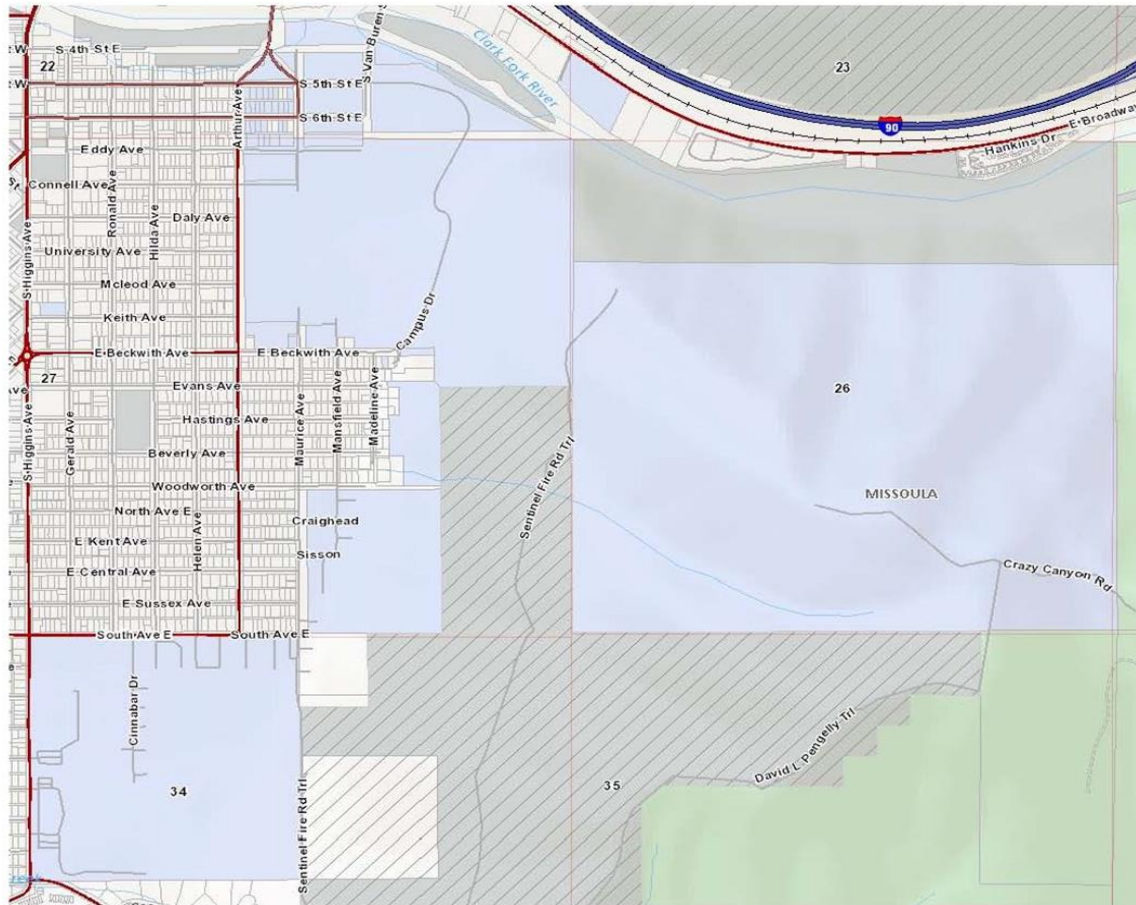 S 4th St E
S Van Buren S
W
22
Clark Fork River
23
W
S 5th St E
Arthur Ave
S 6th St E
90
E Broadway
Hankins Dr
Eddy Ave
Connell Ave
Ronald Ave
Hilda Ave
Daly Ave
University Ave
S Higgins Ave
Mcleod Ave
Keith Ave
Campus Dr
E Beckwith Ave
E Beckwith Ave
27
Evans Ave
26
Hastings Ave
Maurice Ave
Mansfield Ave
Madeline Ave
S Higgins Ave
Gerald Ave
Beverly Ave
Sentinel Fire Rd Trl
Woodworth Ave
MISSOULA
North Ave E
Craighead
Helen Ave
E Kent Ave
Sisson
E Central Ave
Crazy Canyon Rd
E Sussex Ave
South Ave E
South Ave E
Cinnabar Dr
David L Pengelly Trl
34
35
Sentinel Fire Rd Trl